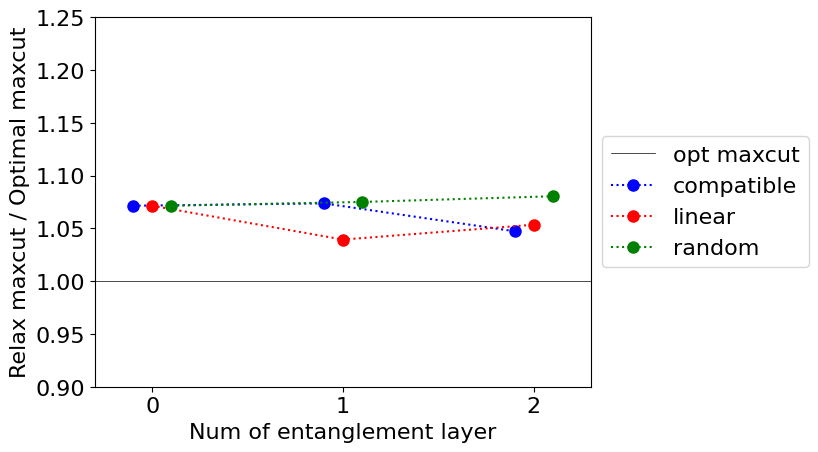 Relax maxcut / Optimal maxcut
1.25
1.20
1.15
1.10
1.05
1.00
0.95
0.90
0
1
2
Num of entanglement layer
opt maxcut
compatible
linear
random